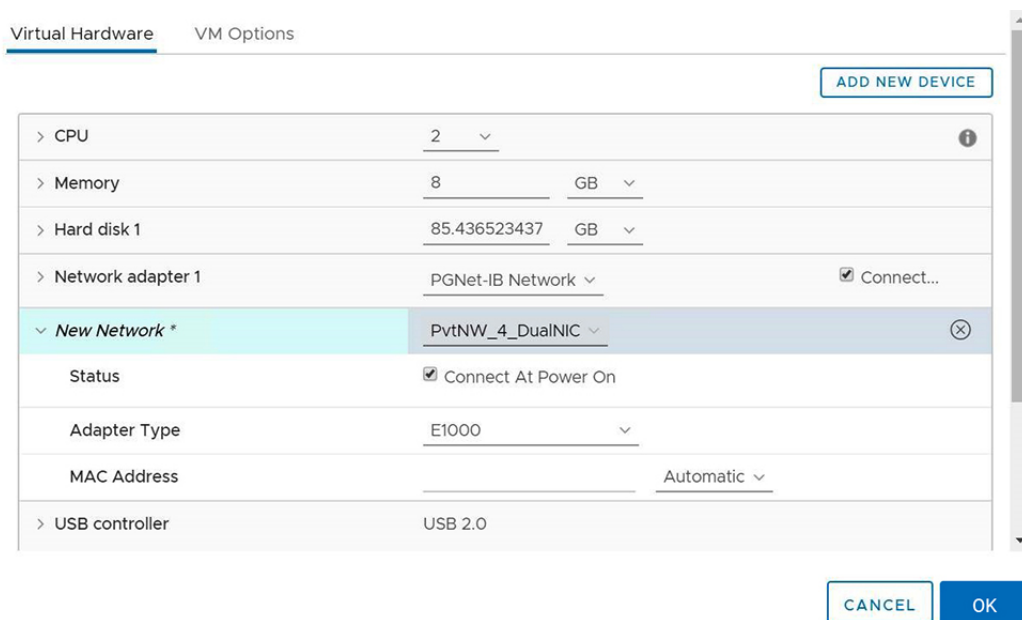 Virtual Hardware VM Options
ADD NEW DEVICE
CPU 2
Memory 8 GB
Hard disk 1 85.436523437 GB
Network adapter 1 PGNet-IB Network Connect...
New Network * PvtNW_4_DualNIC
Status Connect At Power On
Adapter Type E1000
MAC Address Automatic
USB controller USB 2.0
CANCEL OK